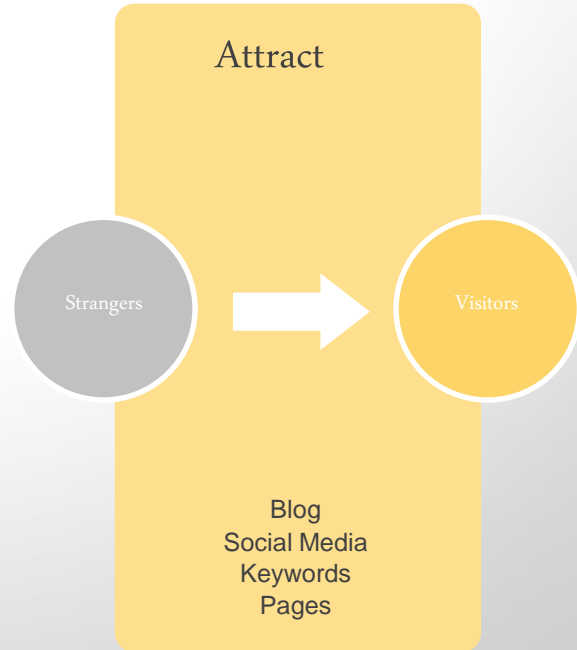 Attract
Strangers
Visitors
Blog
Social Media
Keywords
Pages